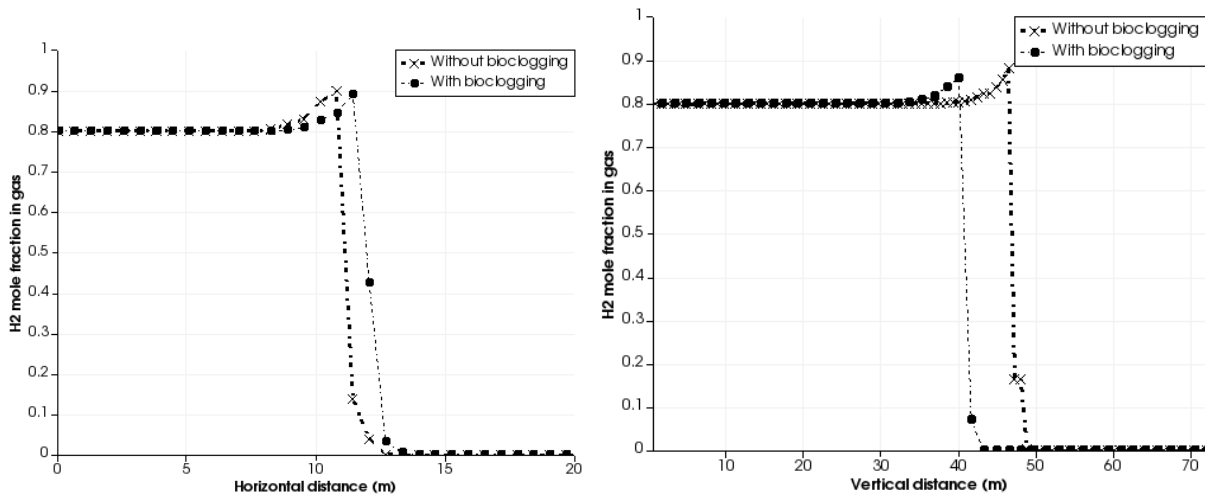 1
0.9
0.8
0.7
0.6
0.5
0.4
0.3
0.2
0.1
0
H2 mole fraction in gas
Without bioclogging
With bioclogging
0 5 10 15 20
Horizontal distance (m)
1
0.9
0.8
0.7
0.6
0.5
0.4
0.3
0.2
0.1
0
H2 mole fraction in gas
Without bioclogging
With bioclogging
10 20 30 40 50 60 70
Vertical distance (m)